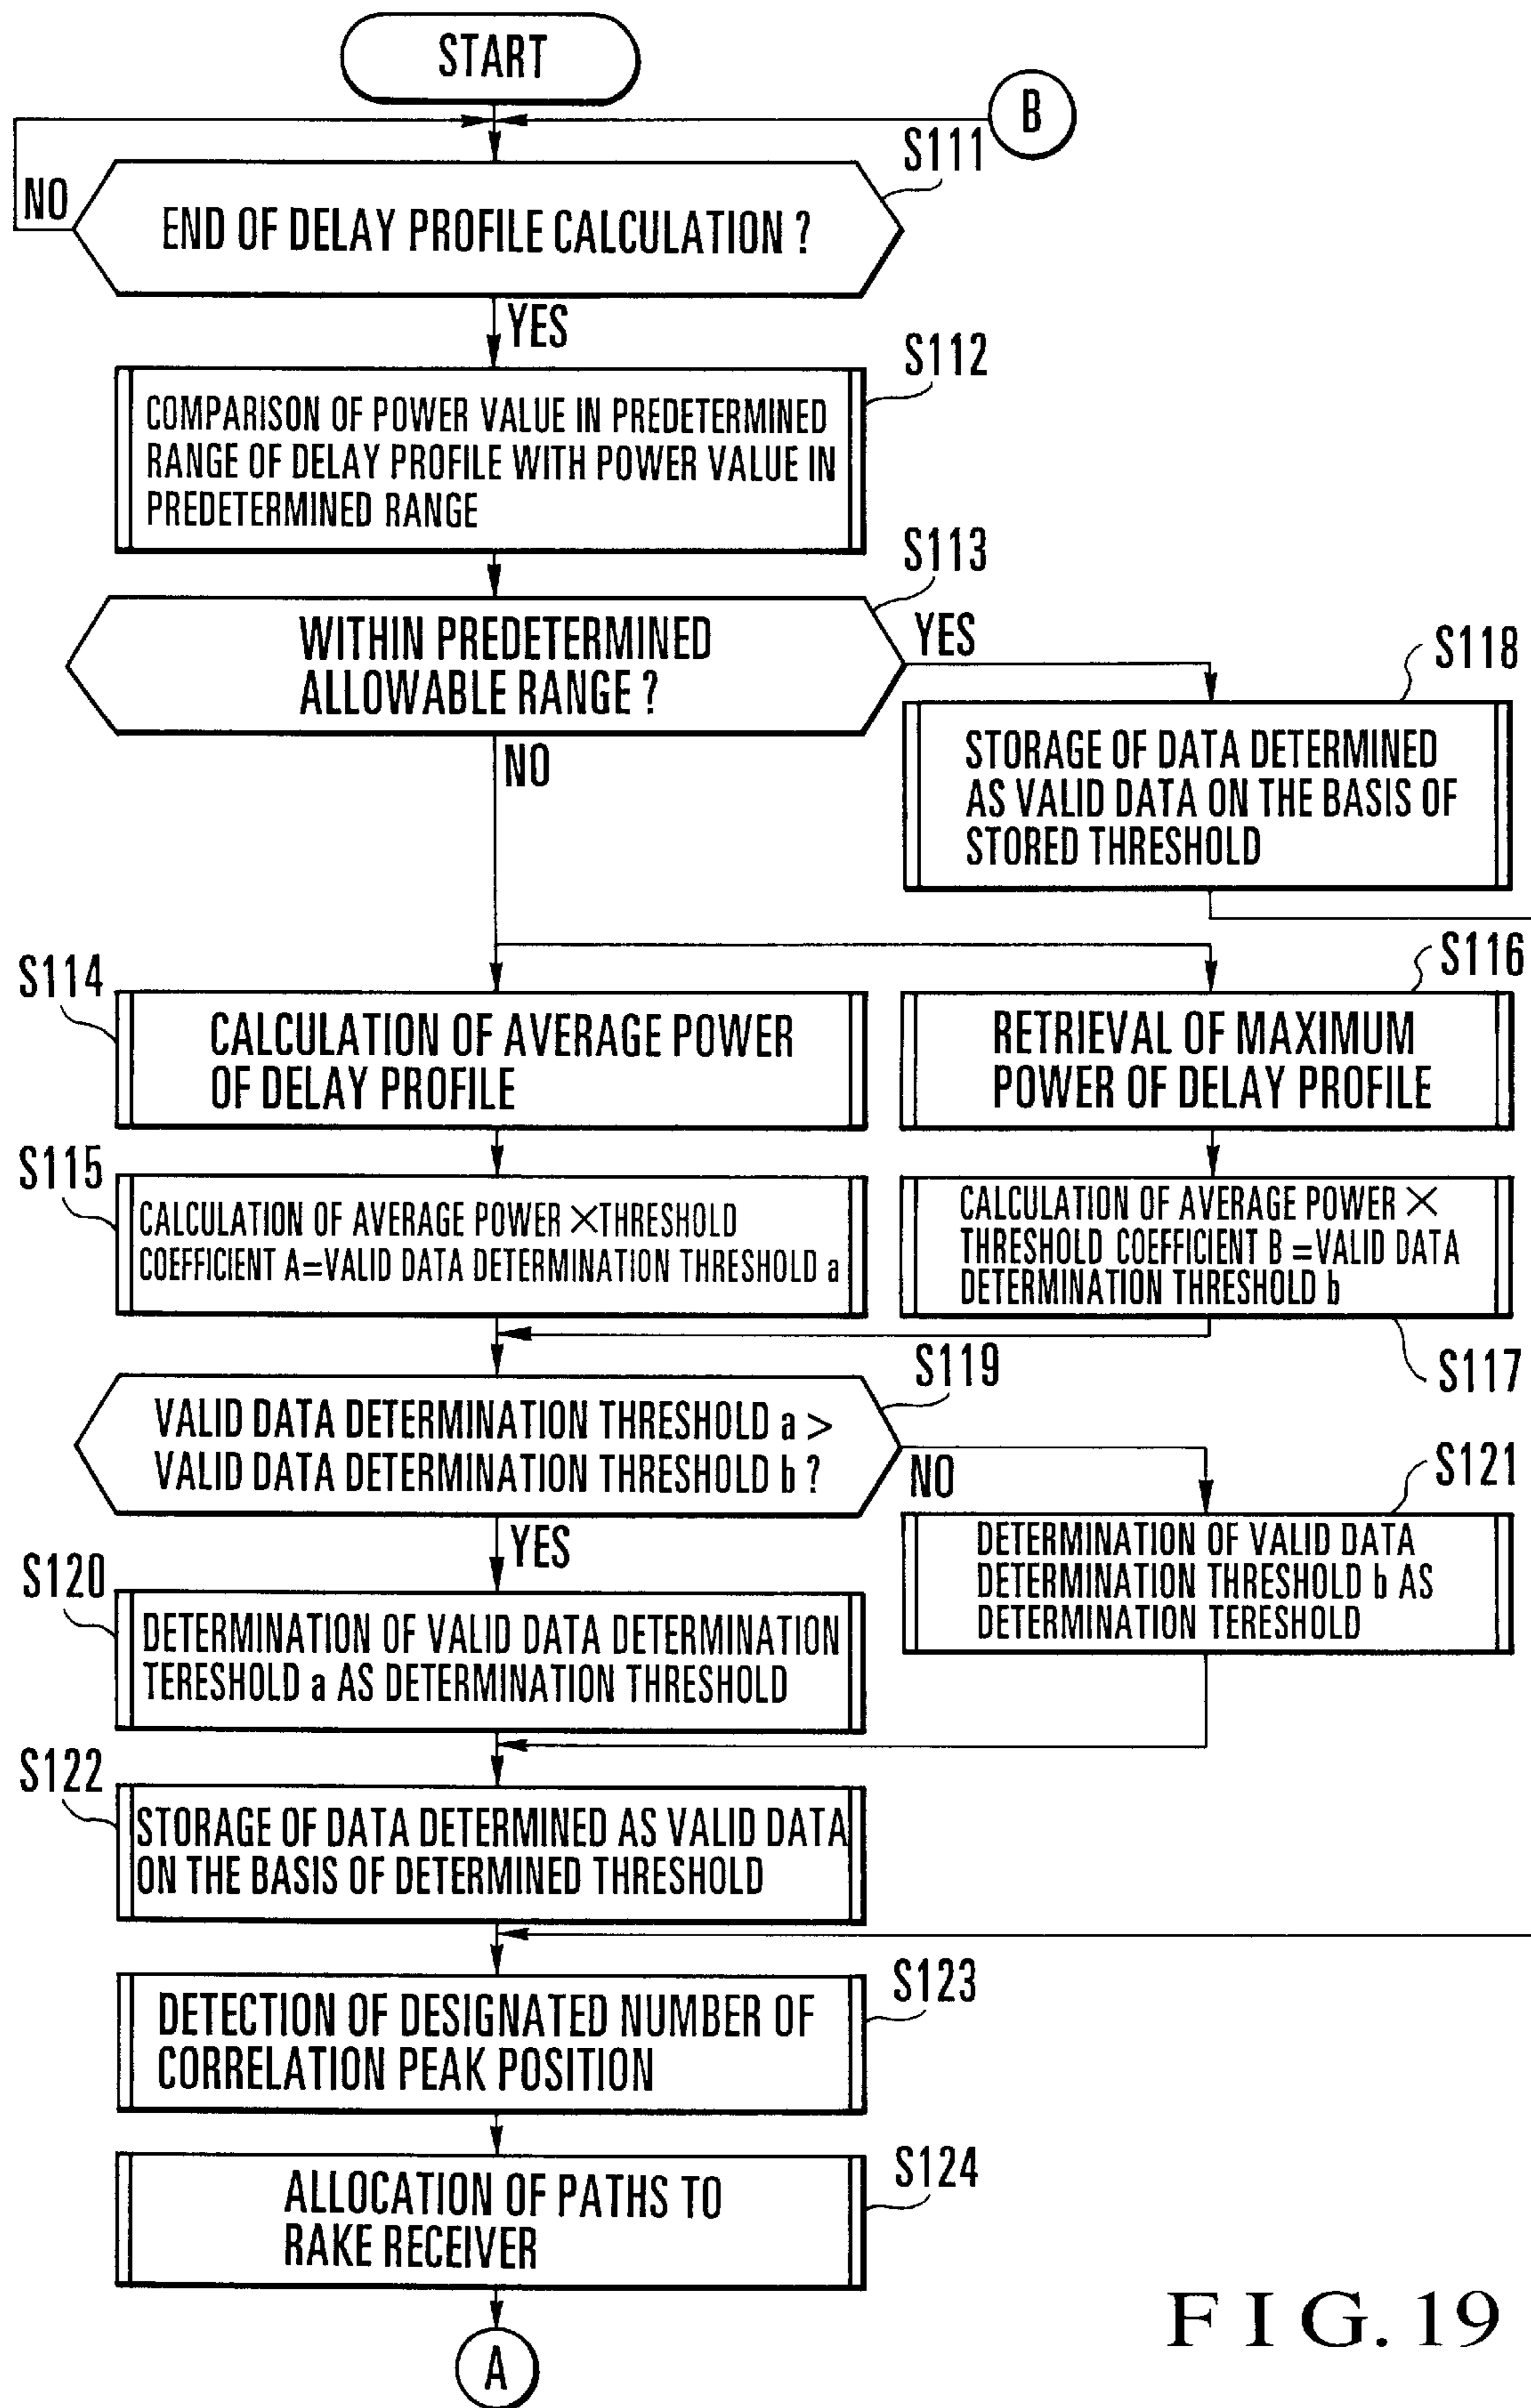 START
B
S111
NO
END OF DELAY PROFILE CALCULATION ?
YES
S112
COMPARISON OF POWER VALUE IN PREDETERMINED
RANGE OF DELAY PROFILE WITH POWER VALUE IN
PREDETERMINED RANGE
S113
WITHIN PREDETERMINED
ALLOWABLE RANGE ?
YES
NO
S118
STORAGE OF DATA DETERMINED
AS VALID DATA ON THE BASIS OF
STORED THRESHOLD
S114
CALCULATION OF AVERAGE POWER
OF DELAY PROFILE
S116
RETRIEVAL OF MAXIMUM
POWER OF DELAY PROFILE
S115
CALCULATION OF AVERAGE POWER ×THRESHOLD
COEFFICIENT A=VALID DATA DETERMINATION THRESHOLD a
CALCULATION OF AVERAGE POWER ×
THRESHOLD COEFFICIENT B =VALID DATA
DETERMINATION THRESHOLD b
S117
S119
VALID DATA DETERMINATION THRESHOLD a >
VALID DATA DETERMINATION THRESHOLD b ?
NO
YES
S121
DETERMINATION OF VALID DATA
DETERMINATION THRESHOLD b AS
DETERMINATION TERESHOLD
S120
DETERMINATION OF VALID DATA DETERMINATION
TERESHOLD a AS DETERMINATION THRESHOLD
S122
STORAGE OF DATA DETERMINED AS VALID DATA
ON THE BASIS OF DETERMINED THRESHOLD
S123
DETECTION OF DESIGNATED NUMBER OF
CORRELATION PEAK POSITION
S124
ALLOCATION OF PATHS TO
RAKE RECEIVER
A
FIG. 19